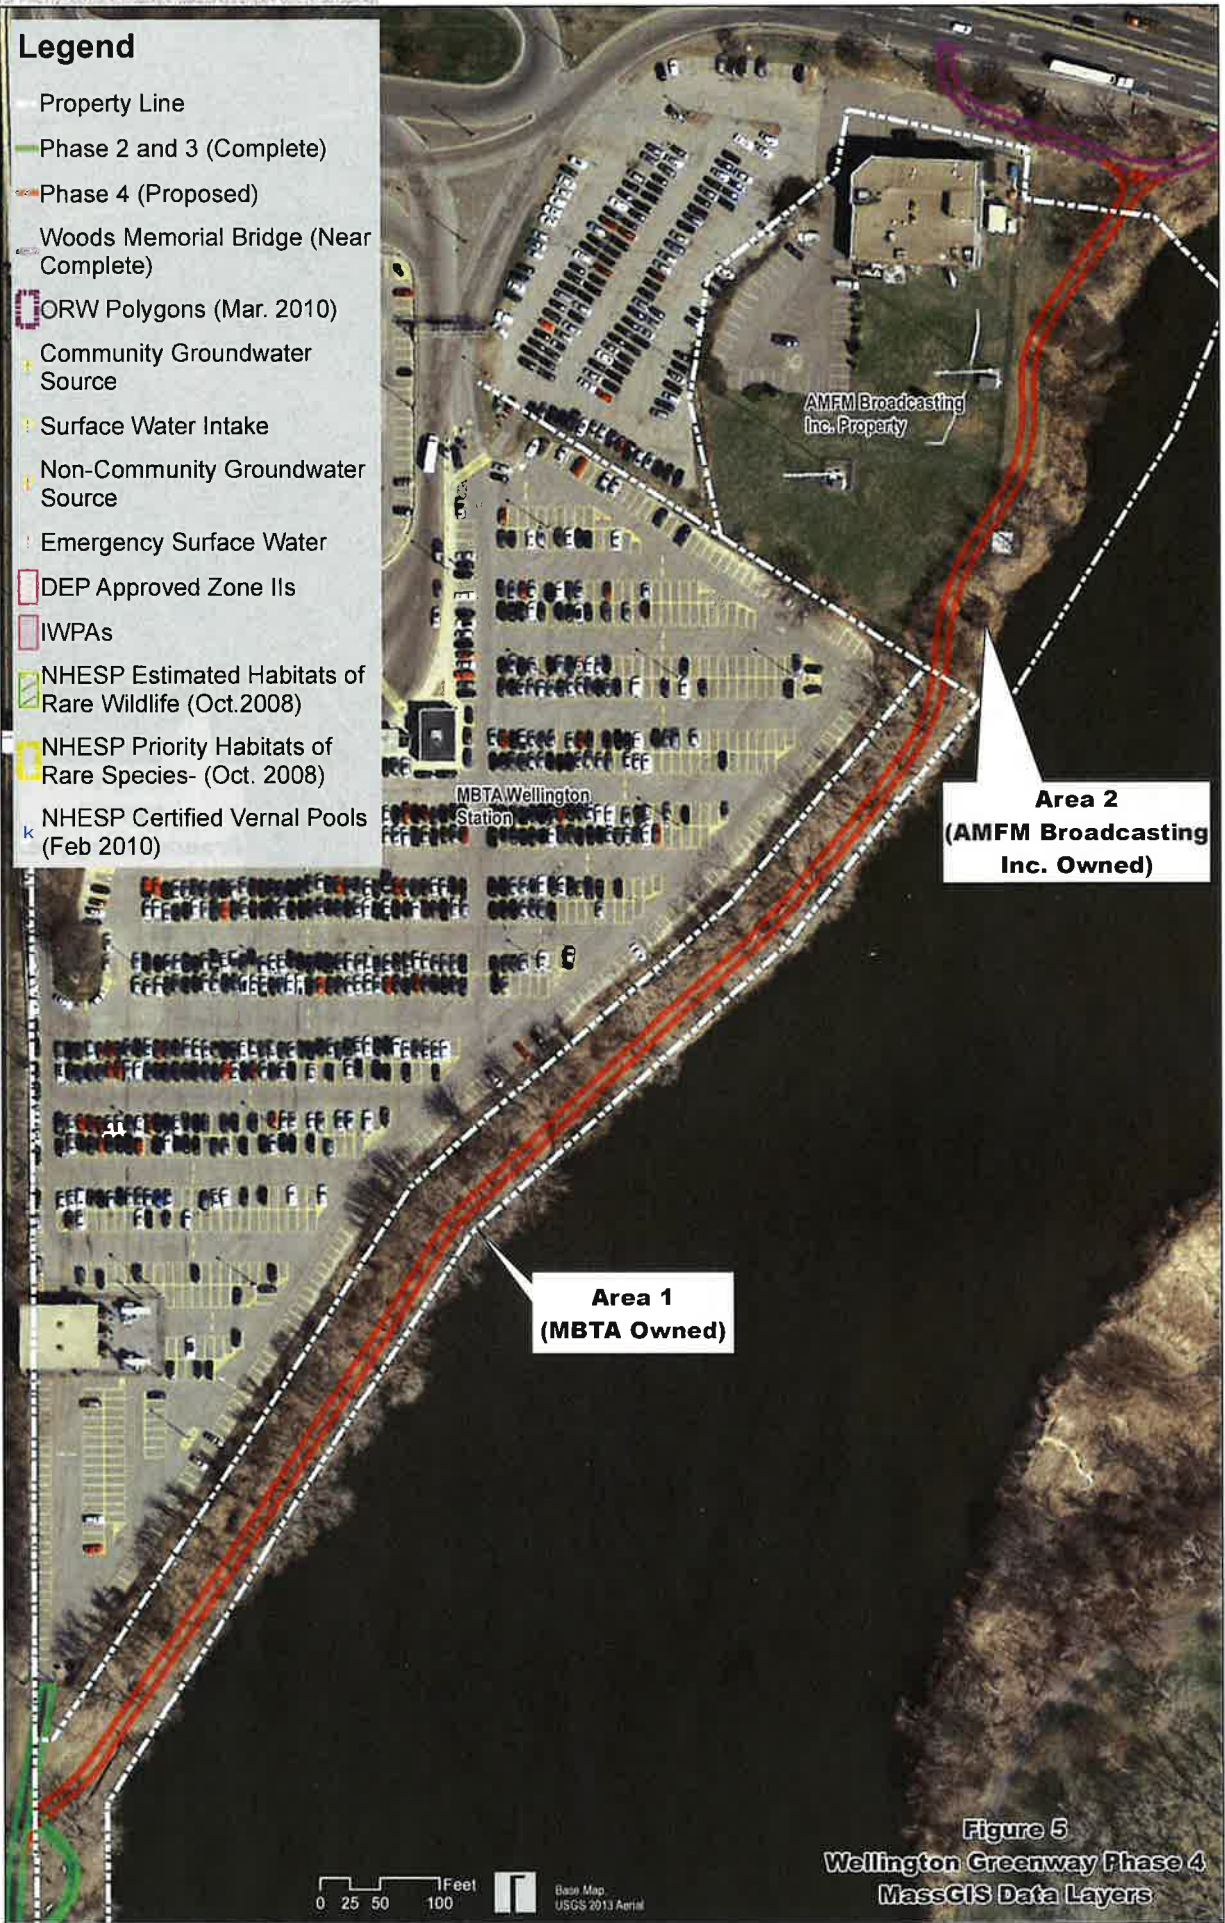 Legend
Property Line
Phase 2 and 3 (Complete)
Phase 4 (Proposed)
Woods Memorial Bridge (Near
Complete)
ORW Polygons (Mar. 2010)
Community Groundwater
Source
Surface Water Intake
Non-Community Groundwater
Source
Emergency Surface Water
DEP Approved Zone IIs
IWPAs
NHESP Estimated Habitats of
Rare Wildlife (Oct.2008)
NHESP Priority Habitats of
Rare Species- (Oct. 2008)
k NHESP Certified Vernal Pools
(Feb 2010)
AMFM Broadcasting
Inc. Property
MBTA Wellington
Station
Area 2
(AMFM Broadcasting
Inc. Owned)
Area 1
(MBTA Owned)
Feet
0 25 50 100
Base Map
USGS 2013 Aerial
Figure 5
Wellington Greenway Phase 4
MassGIS Data Layers